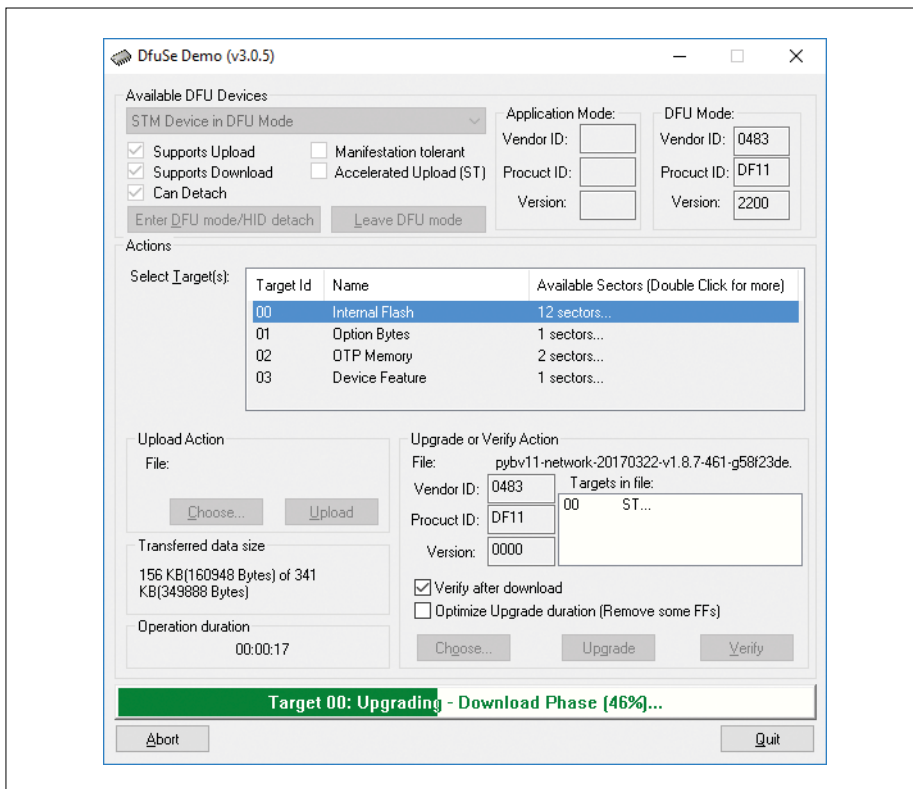 DfuSe Demo (v3.0.5)
Available DFU Devices
STM Device in DFU Mode
Supports Upload
Manifestation tolerant
Supports Download
Accelerated Upload (ST)
Can Detach
Enter DFU mode/HID detach
Leave DFU mode
Application Mode:
Vendor ID:
Procuct ID:
Version:
DFU Mode:
Vendor ID: 0483
Procuct ID: DF11
Version: 2200
Actions
Select Target(s):
Target Id Name Available Sectors (Double Click for more)
00 Internal Flash 12 sectors...
01 Option Bytes 1 sectors...
02 OTP Memory 2 sectors...
03 Device Feature 1 sectors...
Upload Action
File:
Choose... Upload
Transferred data size
156 KB(160948 Bytes) of 341
KB(349888 Bytes)
Operation duration
00:00:17
Upgrade or Verify Action
File: pybv11-network-20170322-v1.8.7-461-g58f23de.
Vendor ID: 0483
Procuct ID: DF11
Version: 0000
Targets in file:
00 ST...
Verify after download
Optimize Upgrade duration (Remove some FFs)
Choose... Upgrade Verify
Target 00: Upgrading - Download Phase (46%)...
Abort Quit